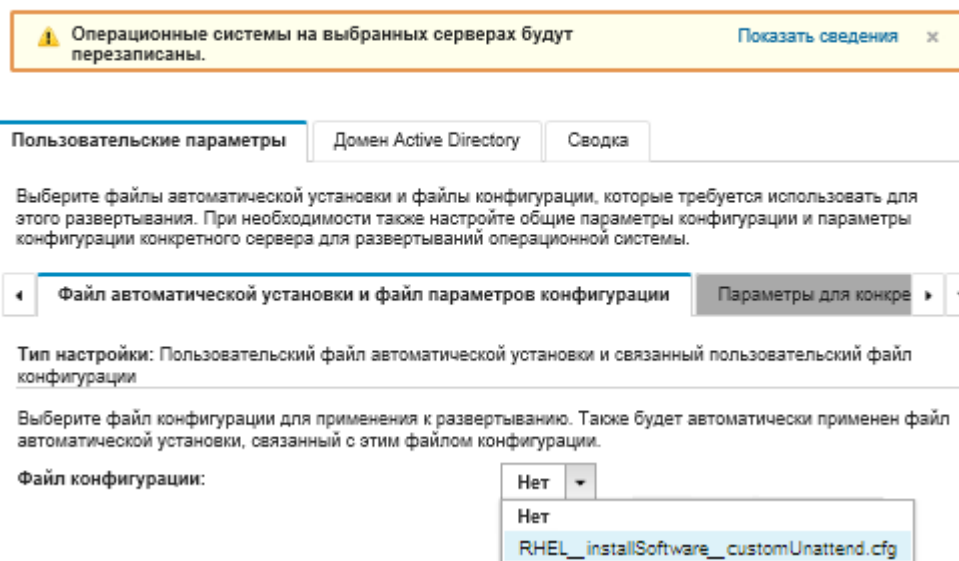 Операционные системы на выбранных серверах будут перезаписаны.
Показать сведения ×
Пользовательские параметры
Домен Active Directory
Сводка
Выберите файлы автоматической установки и файлы конфигурации, которые требуется использовать для
этого развертывания. При необходимости также настройте общие параметры конфигурации и параметры
конфигурации конкретного сервера для развертываний операционной системы.
Файл автоматической установки и файл параметров конфигурации
Параметры для конкре
Тип настройки: Пользовательский файл автоматической установки и связанный пользовательский файл
конфигурации
Выберите файл конфигурации для применения к развертыванию. Также будет автоматически применен файл
автоматической установки, связанный с этим файлом конфигурации.
Файл конфигурации:
Нет
Нет
RHEL__installSoftware__customUnattend.cfg